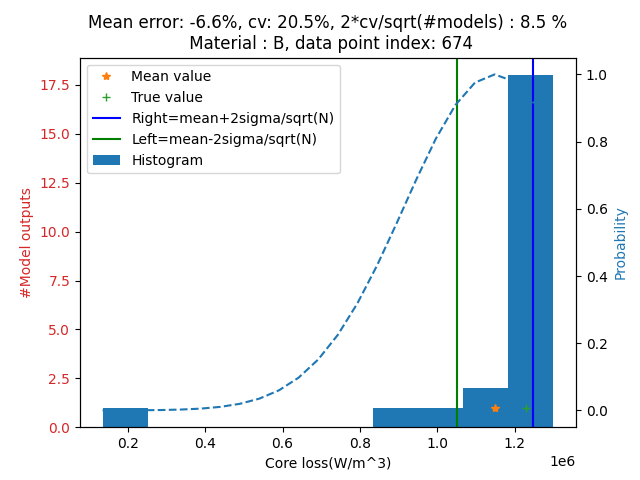 Mean error: -6.6%, cv: 20.5%, 2*cv/sqrt(#models) : 8.5 %
Material : B, data point index: 674
Mean value
True value
Right=mean+2sigma/sqrt(N)
Left=mean-2sigma/sqrt(N)
Histogram
17.5
15.0
12.5
10.0
7.5
5.0
2.5
0.0
#Model outputs
1.0
0.8
0.6
0.4
0.2
0.0
Probability
0.2 0.4 0.6 0.8 1.0 1.2
1e6
Core loss(W/m^3)